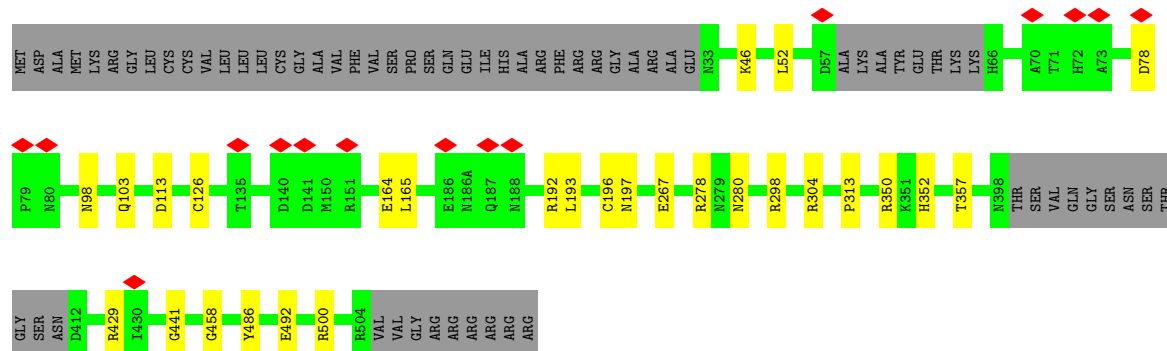 MET ASP ALA MET LYS ARG GLY LEU CYS CYS VAL LEU LEU LEU CYS GLY ALA VAL PHE VAL SER PRO SER GLN GLU ILE HIS ALA ARG PHE ARG ARG GLY ALA ARG ALA GLU N33 K46 L52 D57 ALA LYS ALA TYR GLU THR LYS LYS H66 A70 T71 H72 A73 D78
P79 N80 N98 Q103 D113 C126 T135 D140 D141 M150 R151 E164 L165 E186 N186A Q187 N188 R192 L193 C196 N197 E267 R278 N279 N280 R298 R304 P313 R350 K351 H352 T357 N398 THR SER VAL GLN GLY SER ASN SER THR
GLY SER ASN D412 R429 I430 G441 G458 Y486 E492 R500 R504 VAL VAL GLY ARG ARG ARG ARG ARG ARG